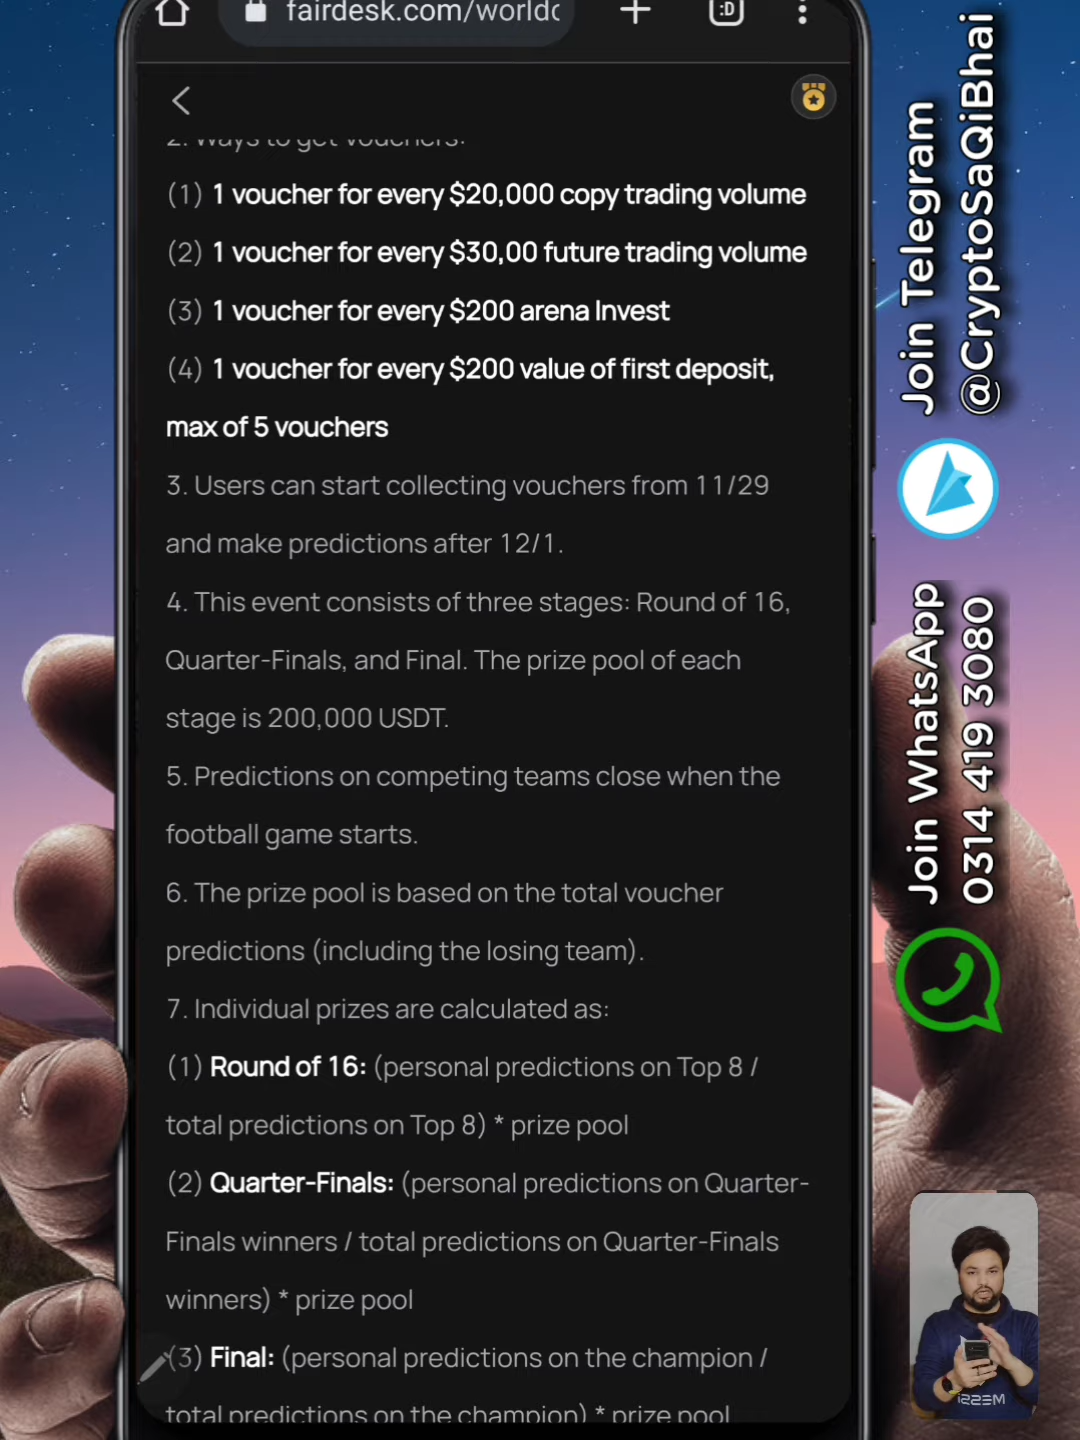 fairdesk.com/worldc
:D
2. Ways to get vouchers:
(1) 1 voucher for every $20,000 copy trading volume
(2) 1 voucher for every $30,00 future trading volume
(3) 1 voucher for every $200 arena Invest
(4) 1 voucher for every $200 value of first deposit,
max of 5 vouchers
3. Users can start collecting vouchers from 11/29
and make predictions after 12/1.
4. This event consists of three stages: Round of 16,
Quarter-Finals, and Final. The prize pool of each
stage is 200,000 USDT.
5. Predictions on competing teams close when the
football game starts.
6. The prize pool is based on the total voucher
predictions (including the losing team).
7. Individual prizes are calculated as:
(1) Round of 16: (personal predictions on Top 8 /
total predictions on Top 8) * prize pool
(2) Quarter-Finals: (personal predictions on Quarter-
Finals winners / total predictions on Quarter-Finals
winners) * prize pool
(3) Final: (personal predictions on the champion /
total predictions on the champion) * prize pool
Join Telegram
@CryptoSaQiBhai
Join WhatsApp
0314 419 3080
MESSI